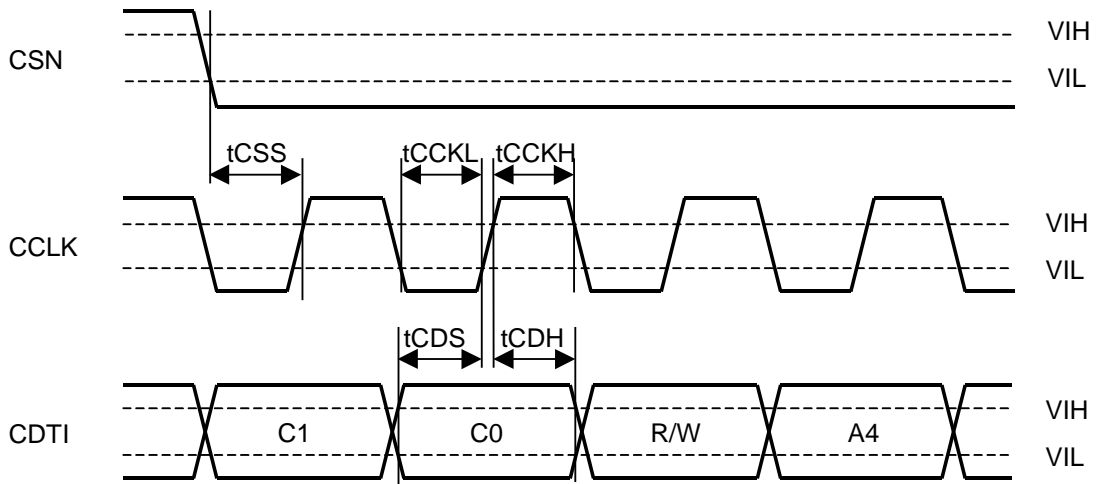 CSN
VIH
VIL
tCSS
tCCKL
tCCKH
CCLK
VIH
VIL
tCDS
tCDH
CDTI
C1
C0
R/W
A4
VIH
VIL